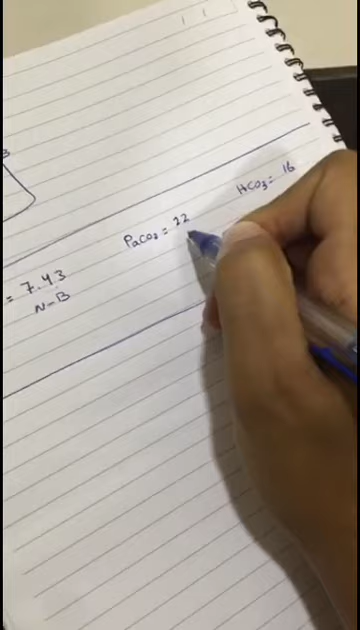 HCO₃ = 16
PaCO₂ = 22
= 7.43
N-B